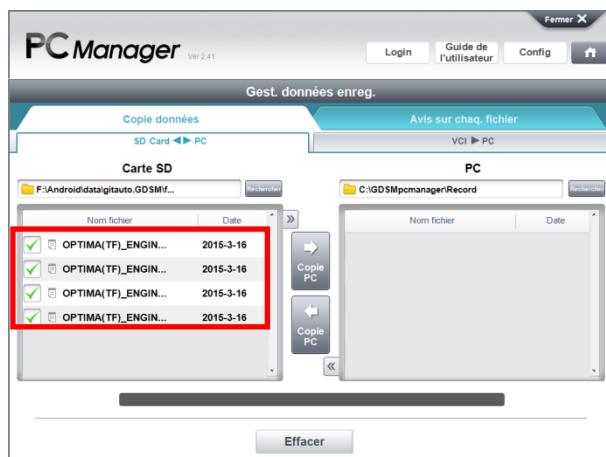 Fermer X
PC Manager Ver 2.41
Login
Guide de
l'utilisateur
Config
Gest. données enreg.
Copie données
Avis sur chaq. fichier
SD Card ◀▶ PC
VCI ▶ PC
Carte SD
PC
F:\Android\data\gitauto.GDSM\f...
Rechercher
C:\GDSMpcmanager\Record
Rechercher
Nom fichier
Date
Nom fichier
Date
OPTIMA(TF)_ENGIN... 2015-3-16
OPTIMA(TF)_ENGIN... 2015-3-16
OPTIMA(TF)_ENGIN... 2015-3-16
OPTIMA(TF)_ENGIN... 2015-3-16
Copie
PC
Copie
PC
Effacer